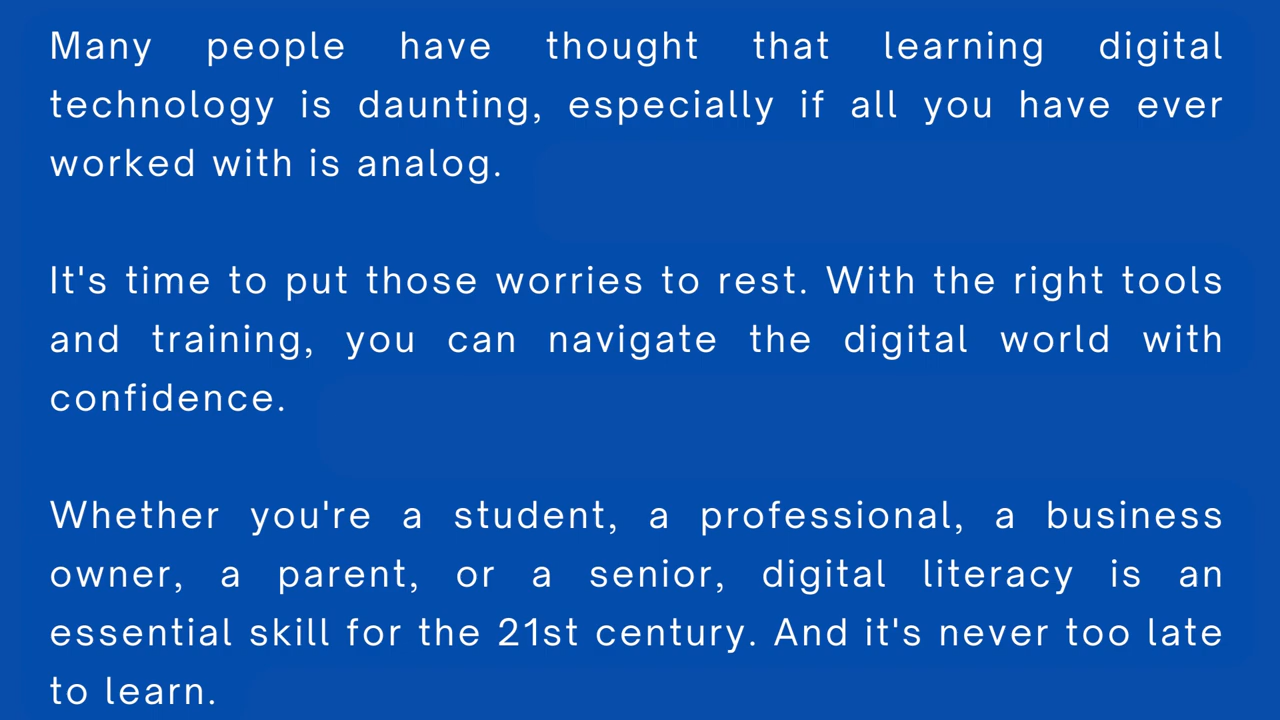 Many people have thought that learning digital
technology is daunting, especially if all you have ever
worked with is analog.
It's time to put those worries to rest. With the right tools
and training, you can navigate the digital world with
confidence.
Whether you're a student, a professional, a business
owner, a parent, or a senior, digital literacy is an
essential skill for the 21st century. And it's never too late
to learn.